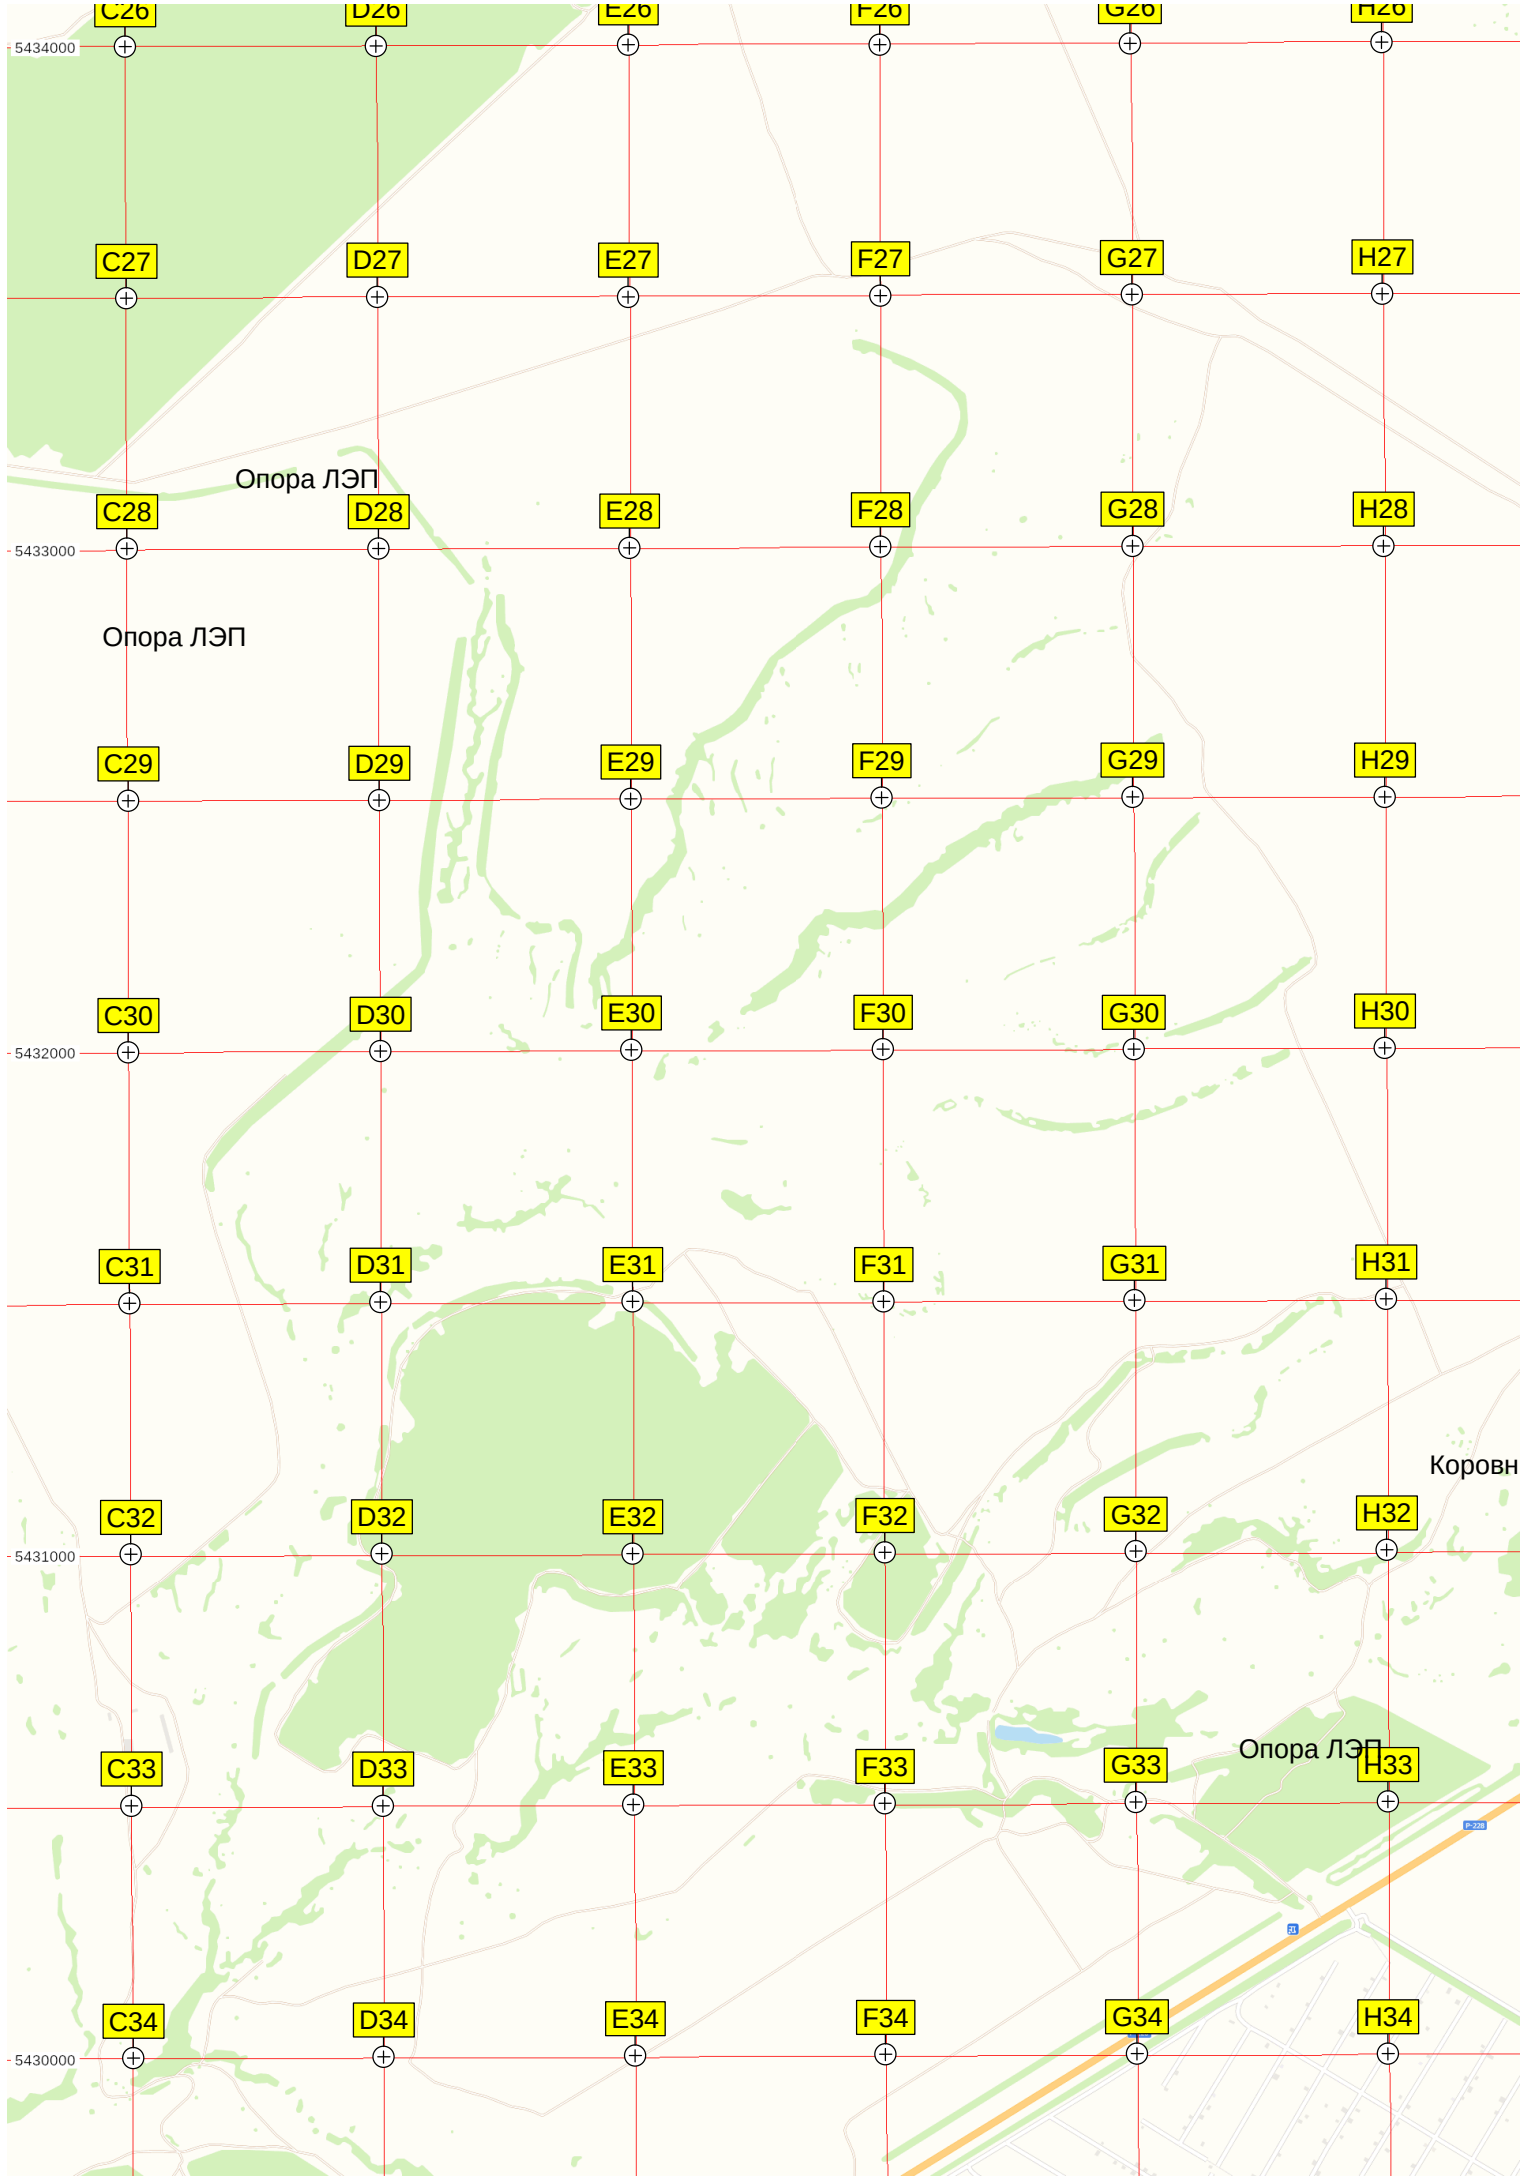 C26 D26 E26 F26 G26 H26
5434000
C27 D27 E27 F27 G27 H27
Опора ЛЭП
C28 D28 E28 F28 G28 H28
5433000
Опора ЛЭП
C29 D29 E29 F29 G29 H29
C30 D30 E30 F30 G30 H30
5432000
C31 D31 E31 F31 G31 H31
Коровн
C32 D32 E32 F32 G32 H32
5431000
Опора ЛЭП
C33 D33 E33 F33 G33 H33
P-228
C34 D34 E34 F34 G34 H34
5430000